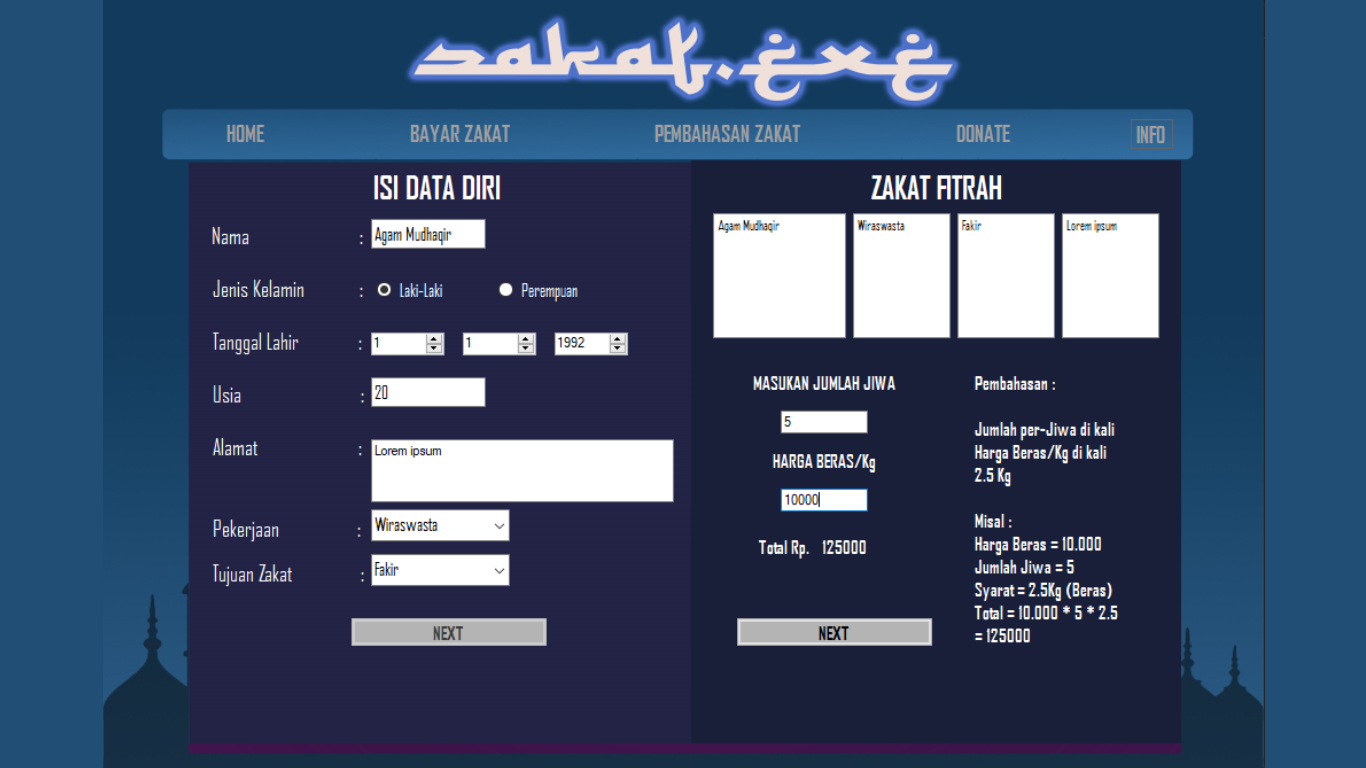 zakat.exe
HOME BAYAR ZAKAT PEMBAHASAN ZAKAT DONATE INFO
ISI DATA DIRI
Nama : Agam Mudhaqir
Jenis Kelamin : Laki-Laki Perempuan
Tanggal Lahir : 1 1 1992
Usia : 20
Alamat : Lorem ipsum
Pekerjaan : Wiraswasta
Tujuan Zakat : Fakir
NEXT
ZAKAT FITRAH
Agam Mudhaqir Wiraswasta Fakir Lorem ipsum
MASUKAN JUMLAH JIWA
5
HARGA BERAS/Kg
10000
Total Rp. 125000
NEXT
Pembahasan :
Jumlah per-Jiwa di kali
Harga Beras/Kg di kali
2.5 Kg
Misal :
Harga Beras = 10.000
Jumlah Jiwa = 5
Syarat = 2.5Kg (Beras)
Total = 10.000 * 5 * 2.5
= 125000